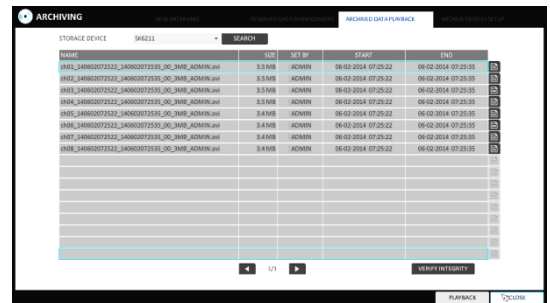 ARCHIVING NEW ARCHIVING RESERVED DATA MANAGEMENT ARCHIVED DATA PLAYBACK ARCHIVE DEVICES SETUP
STORAGE DEVICE SK6211 SEARCH
NAME SIZE SET BY START END
ch01_140602072522_140602072535_00_3MB_ADMIN.avi 3.5 MB ADMIN 06-02-2014 07:25:22 06-02-2014 07:25:35
ch02_140602072522_140602072535_00_3MB_ADMIN.avi 3.5 MB ADMIN 06-02-2014 07:25:22 06-02-2014 07:25:35
ch03_140602072522_140602072535_00_3MB_ADMIN.avi 3.5 MB ADMIN 06-02-2014 07:25:22 06-02-2014 07:25:35
ch04_140602072522_140602072535_00_3MB_ADMIN.avi 3.5 MB ADMIN 06-02-2014 07:25:22 06-02-2014 07:25:35
ch05_140602072522_140602072535_00_3MB_ADMIN.avi 3.4 MB ADMIN 06-02-2014 07:25:22 06-02-2014 07:25:35
ch06_140602072522_140602072535_00_3MB_ADMIN.avi 3.4 MB ADMIN 06-02-2014 07:25:22 06-02-2014 07:25:35
ch07_140602072522_140602072535_00_3MB_ADMIN.avi 3.4 MB ADMIN 06-02-2014 07:25:22 06-02-2014 07:25:35
ch08_140602072522_140602072535_00_3MB_ADMIN.avi 3.4 MB ADMIN 06-02-2014 07:25:22 06-02-2014 07:25:35
1/1 VERIFY INTEGRITY
PLAYBACK CLOSE